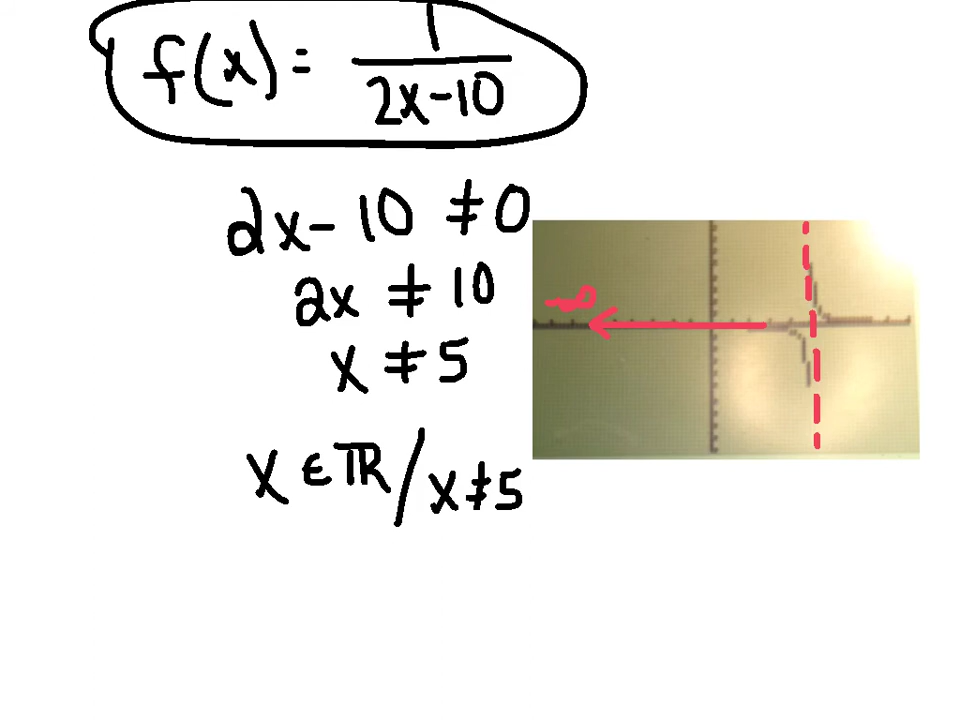 f(x) = 1/2x-10
2x - 10 ≠ 0
2x ≠ 10
x ≠ 5
x ∈ ℝ / x ≠ 5
-∞